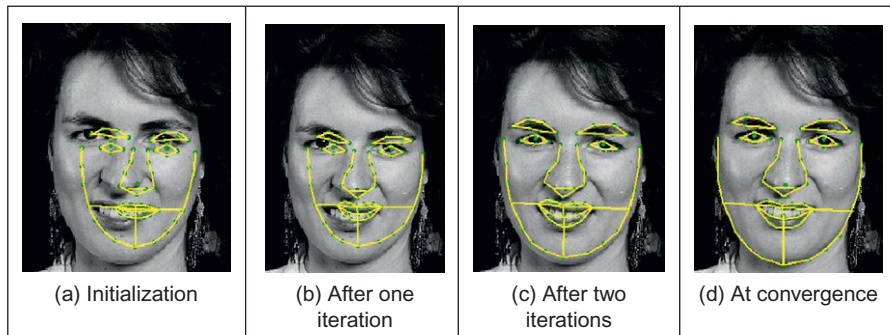 (a) Initialization
(b) After one
iteration
(c) After two
iterations
(d) At convergence